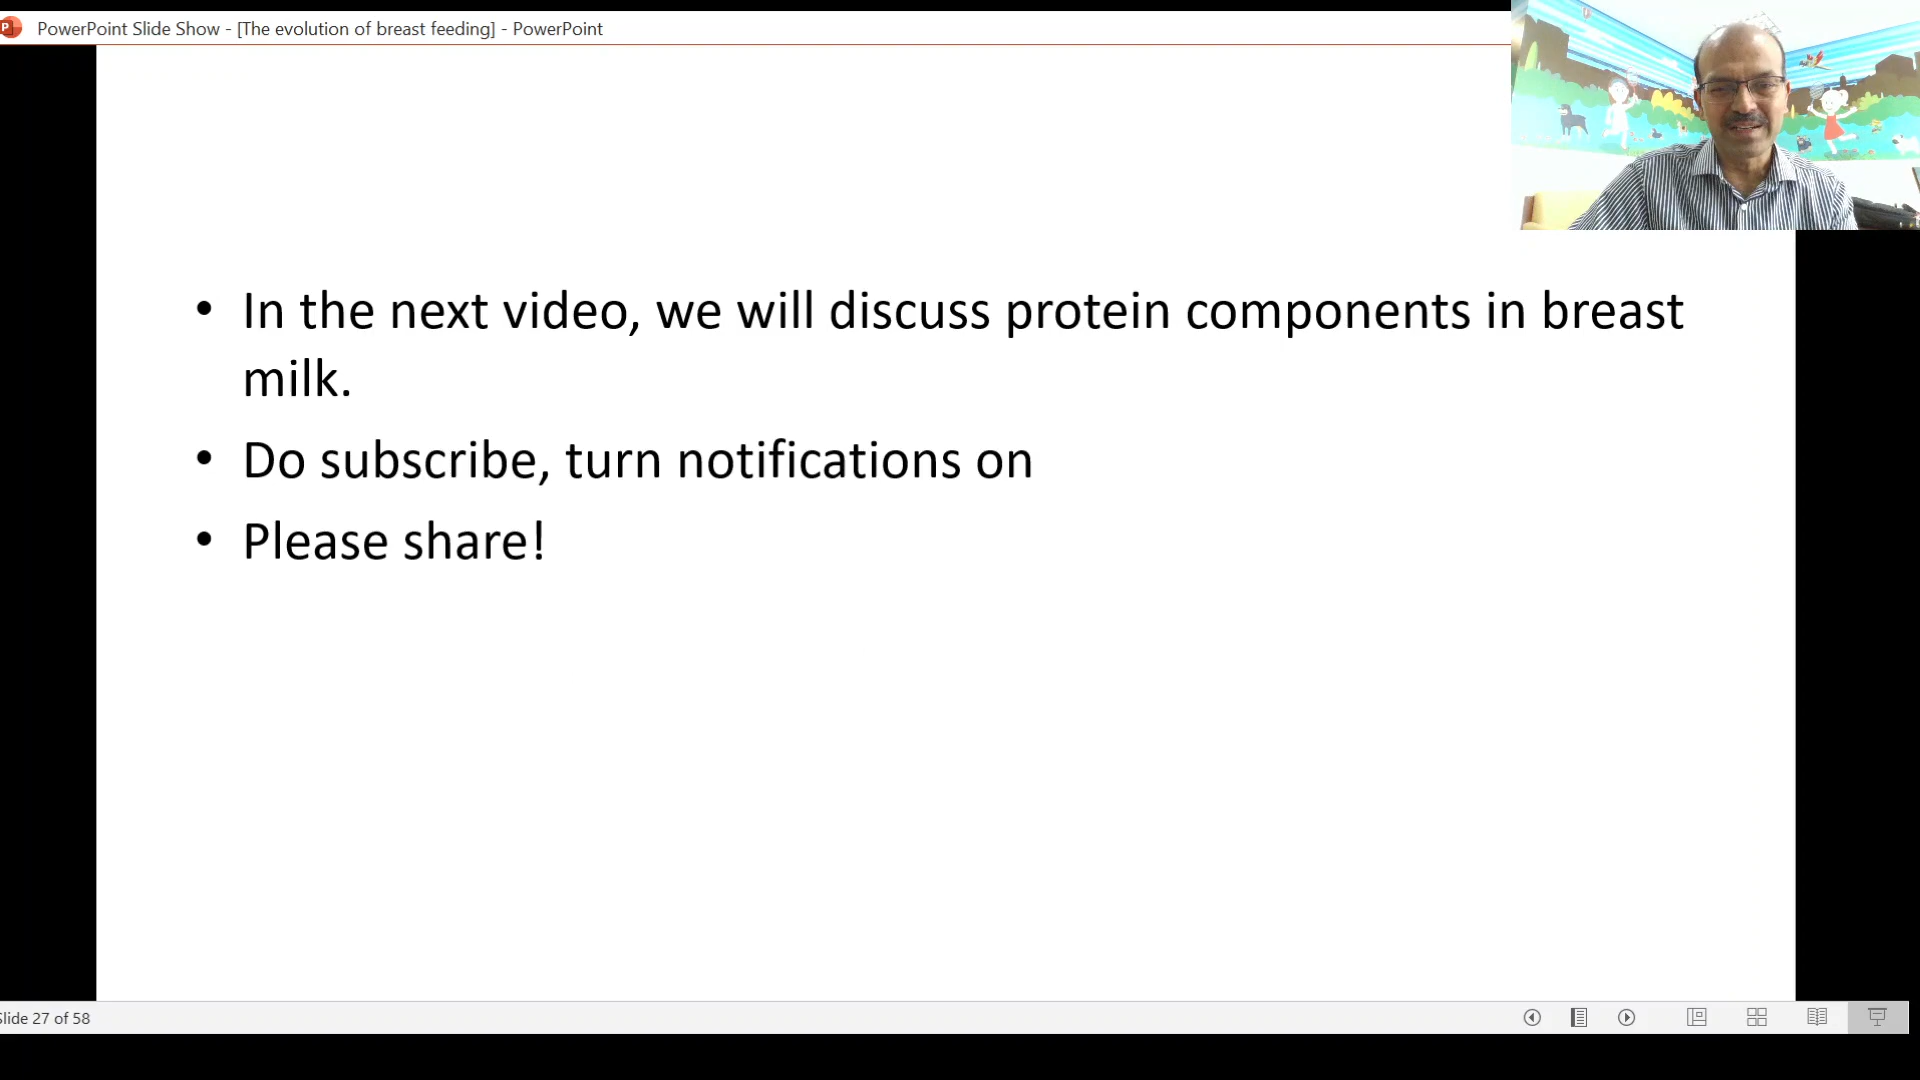 PowerPoint Slide Show - [The evolution of breast feeding] - PowerPoint
• In the next video, we will discuss protein components in breast
milk.
• Do subscribe, turn notifications on
• Please share!
Slide 27 of 58